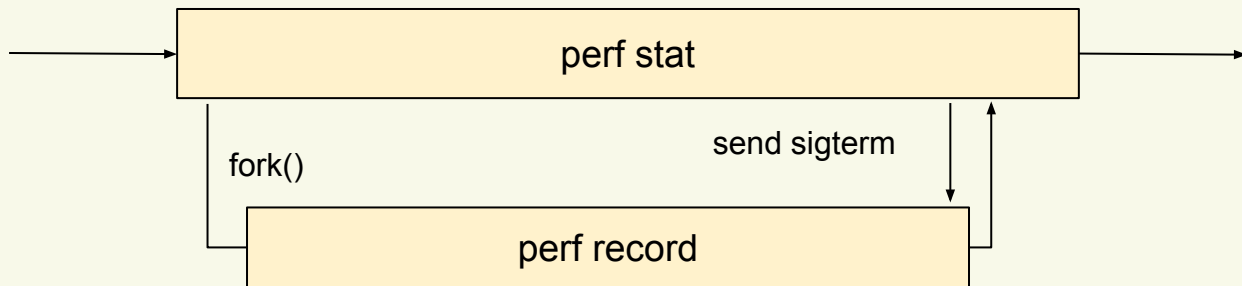 perf stat
send sigterm
fork()
perf record